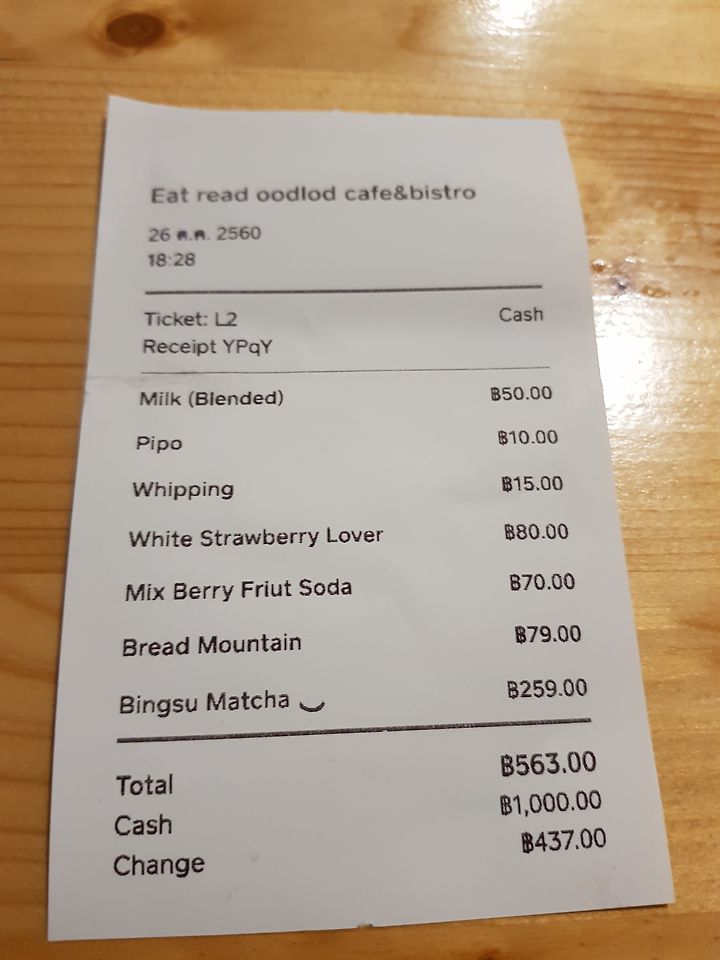 Eat read oodlod cafe&bistro
26 ต.ค. 2560
18:28
Ticket: L2 Cash
Receipt YPqY
Milk (Blended) ฿50.00
Pipo ฿10.00
Whipping ฿15.00
White Strawberry Lover ฿80.00
Mix Berry Friut Soda ฿70.00
Bread Mountain ฿79.00
Bingsu Matcha ฿259.00
Total ฿563.00
Cash ฿1,000.00
Change ฿437.00